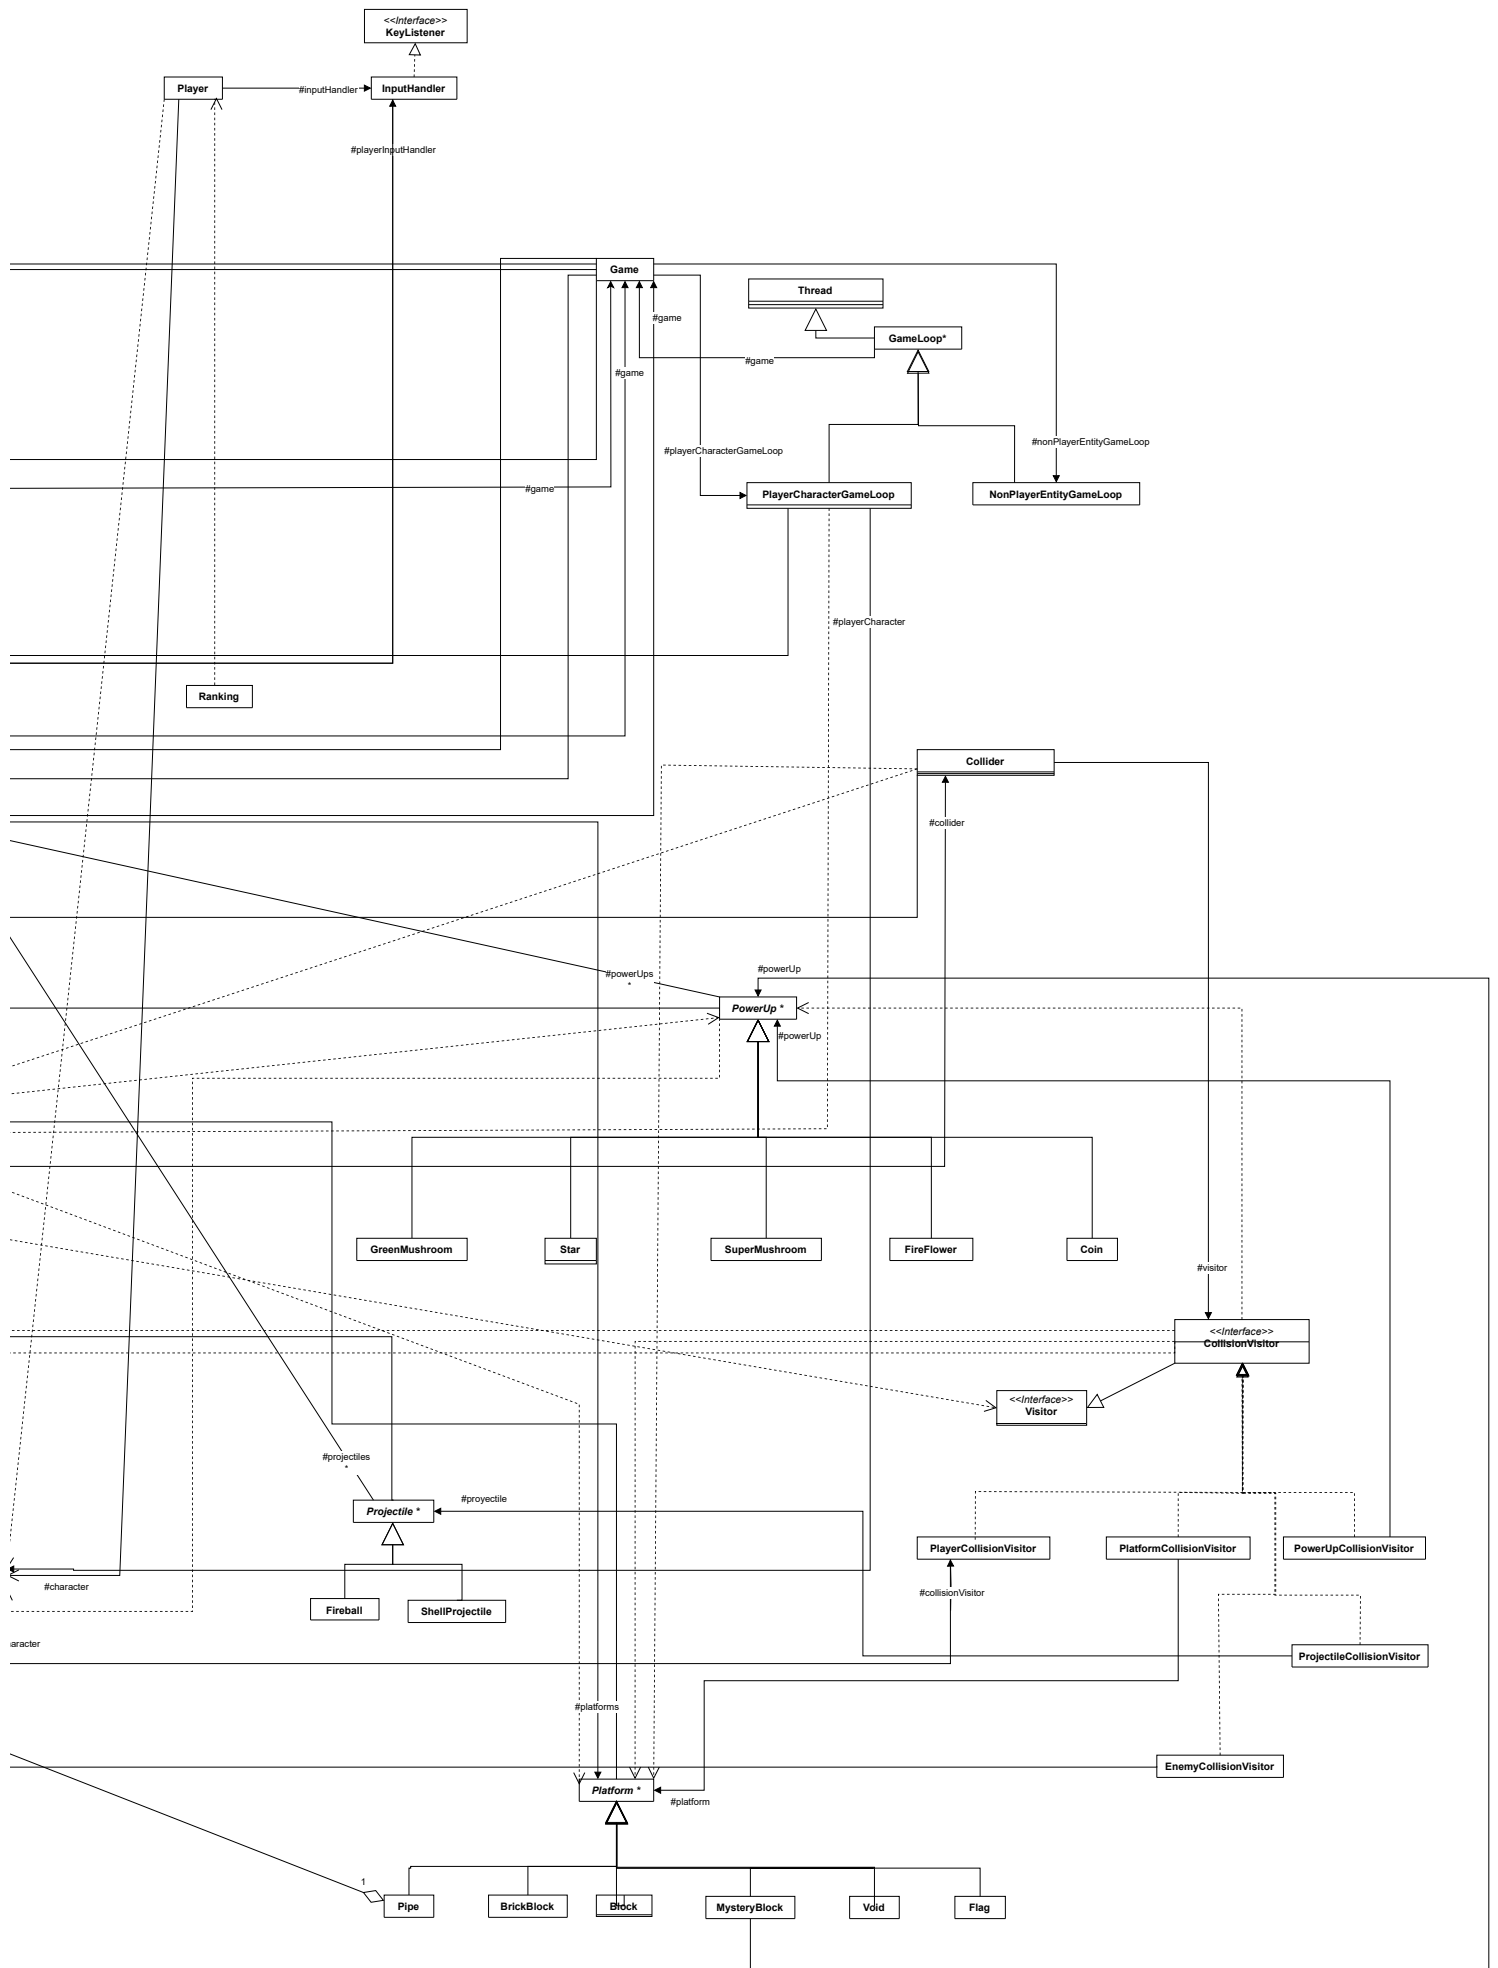 <<Interface>>
KeyListener
Player
#inputHandler
InputHandler
#playerInputHandler
Game
Thread
#game
GameLoop*
#game
#game
#nonPlayerEntityGameLoop
#playerCharacterGameLoop
#game
PlayerCharacterGameLoop
NonPlayerEntityGameLoop
#playerCharacter
Ranking
Collider
#collider
#powerUps
*
#powerUp
PowerUp *
#powerUp
GreenMushroom
Star
SuperMushroom
FireFlower
Coin
#visitor
<<Interface>>
CollisionVisitor
<<Interface>>
Visitor
#projectiles
*
Projectile *
#proyectile
PlayerCollisionVisitor
PlatformCollisionVisitor
PowerUpCollisionVisitor
#character
#collisionVisitor
Fireball
ShellProjectile
aracter
ProjectileCollisionVisitor
#platforms
EnemyCollisionVisitor
Platform *
#platform
1
Pipe
BrickBlock
Block
MysteryBlock
Void
Flag